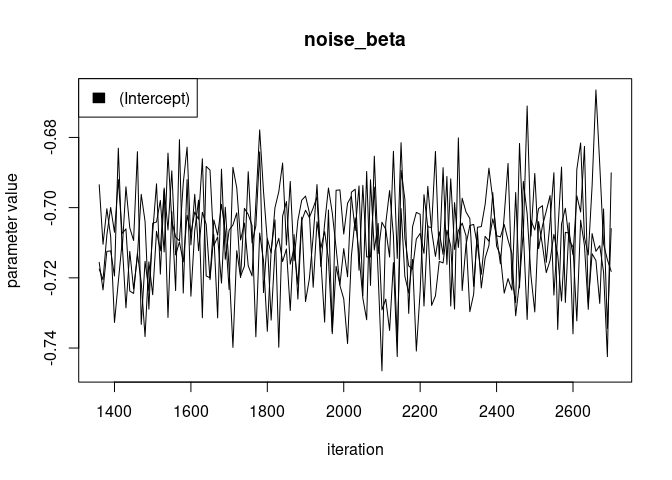 noise_beta
(Intercept)
parameter value
-0.68
-0.70
-0.72
-0.74
1400 1600 1800 2000 2200 2400 2600
iteration